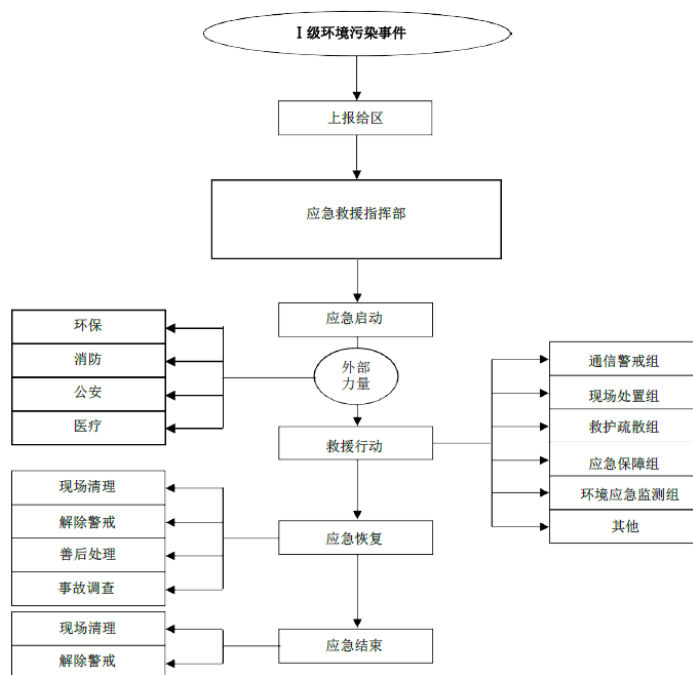 Ⅰ级环境污染事件
上报给区
应急救援指挥部
应急启动
外部
力量
环保
消防
公安
医疗
救援行动
通信警戒组
现场处置组
救护疏散组
应急保障组
环境应急监测组
其他
应急恢复
现场清理
解除警戒
善后处理
事故调查
应急结束
现场清理
解除警戒